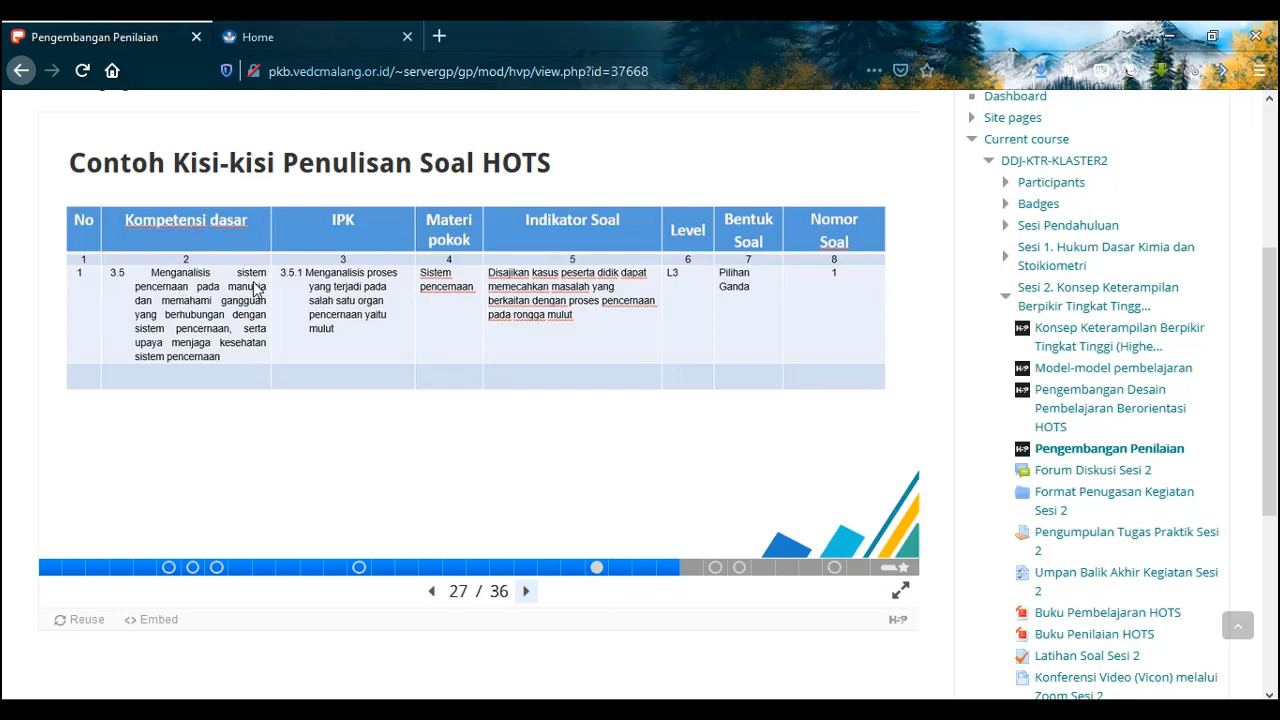 Pengembangan Penilaian
Home
pkb.vedcmalang.or.id/~servergp/gp/mod/hvp/view.php?id=37668
Contoh Kisi-kisi Penulisan Soal HOTS
No
Kompetensi dasar
IPK
Materi
pokok
Indikator Soal
Level
Bentuk
Soal
Nomor
Soal
1 2 3 4 5 6 7 8
1
3.5 Menganalisis sistem
pencernaan pada manusia
dan memahami gangguan
yang berhubungan dengan
sistem pencernaan, serta
upaya menjaga kesehatan
sistem pencernaan
3.5.1 Menganalisis proses
yang terjadi pada
salah satu organ
pencernaan yaitu
mulut
Sistem
pencernaan
Disajikan kasus peserta didik dapat
memecahkan masalah yang
berkaitan dengan proses pencernaan
pada rongga mulut
L3
Pilihan
Ganda
1
27 / 36
Reuse
<> Embed
H5P
Dashboard
Site pages
Current course
DDJ-KTR-KLASTER2
Participants
Badges
Sesi Pendahuluan
Sesi 1. Hukum Dasar Kimia dan
Stoikiometri
Sesi 2. Konsep Keterampilan
Berpikir Tingkat Tingg...
H5P Konsep Keterampilan Berpikir
Tingkat Tinggi (Highe...
H5P Model-model pembelajaran
H5P Pengembangan Desain
Pembelajaran Berorientasi
HOTS
H5P Pengembangan Penilaian
Forum Diskusi Sesi 2
Format Penugasan Kegiatan
Sesi 2
Pengumpulan Tugas Praktik Sesi
2
Umpan Balik Akhir Kegiatan Sesi
2
Buku Pembelajaran HOTS
Buku Penilaian HOTS
Latihan Soal Sesi 2
Konferensi Video (Vicon) melalui
Zoom Sesi 2